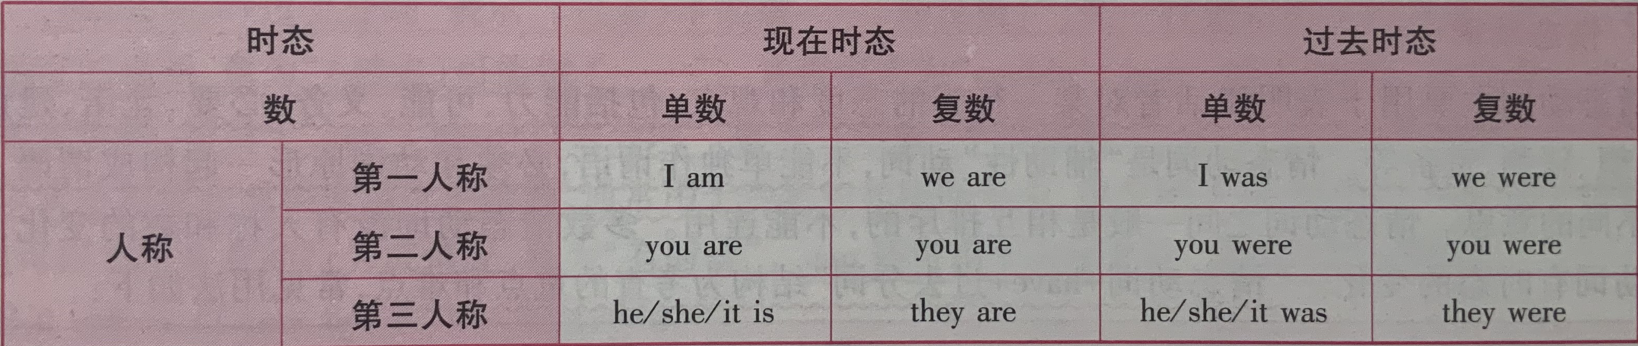 时态 现在时态 过去时态
数 单数 复数 单数 复数
人称 第一人称 I am we are I was we were
第二人称 you are you are you were you were
第三人称 he/she/it is they are he/she/it was they were